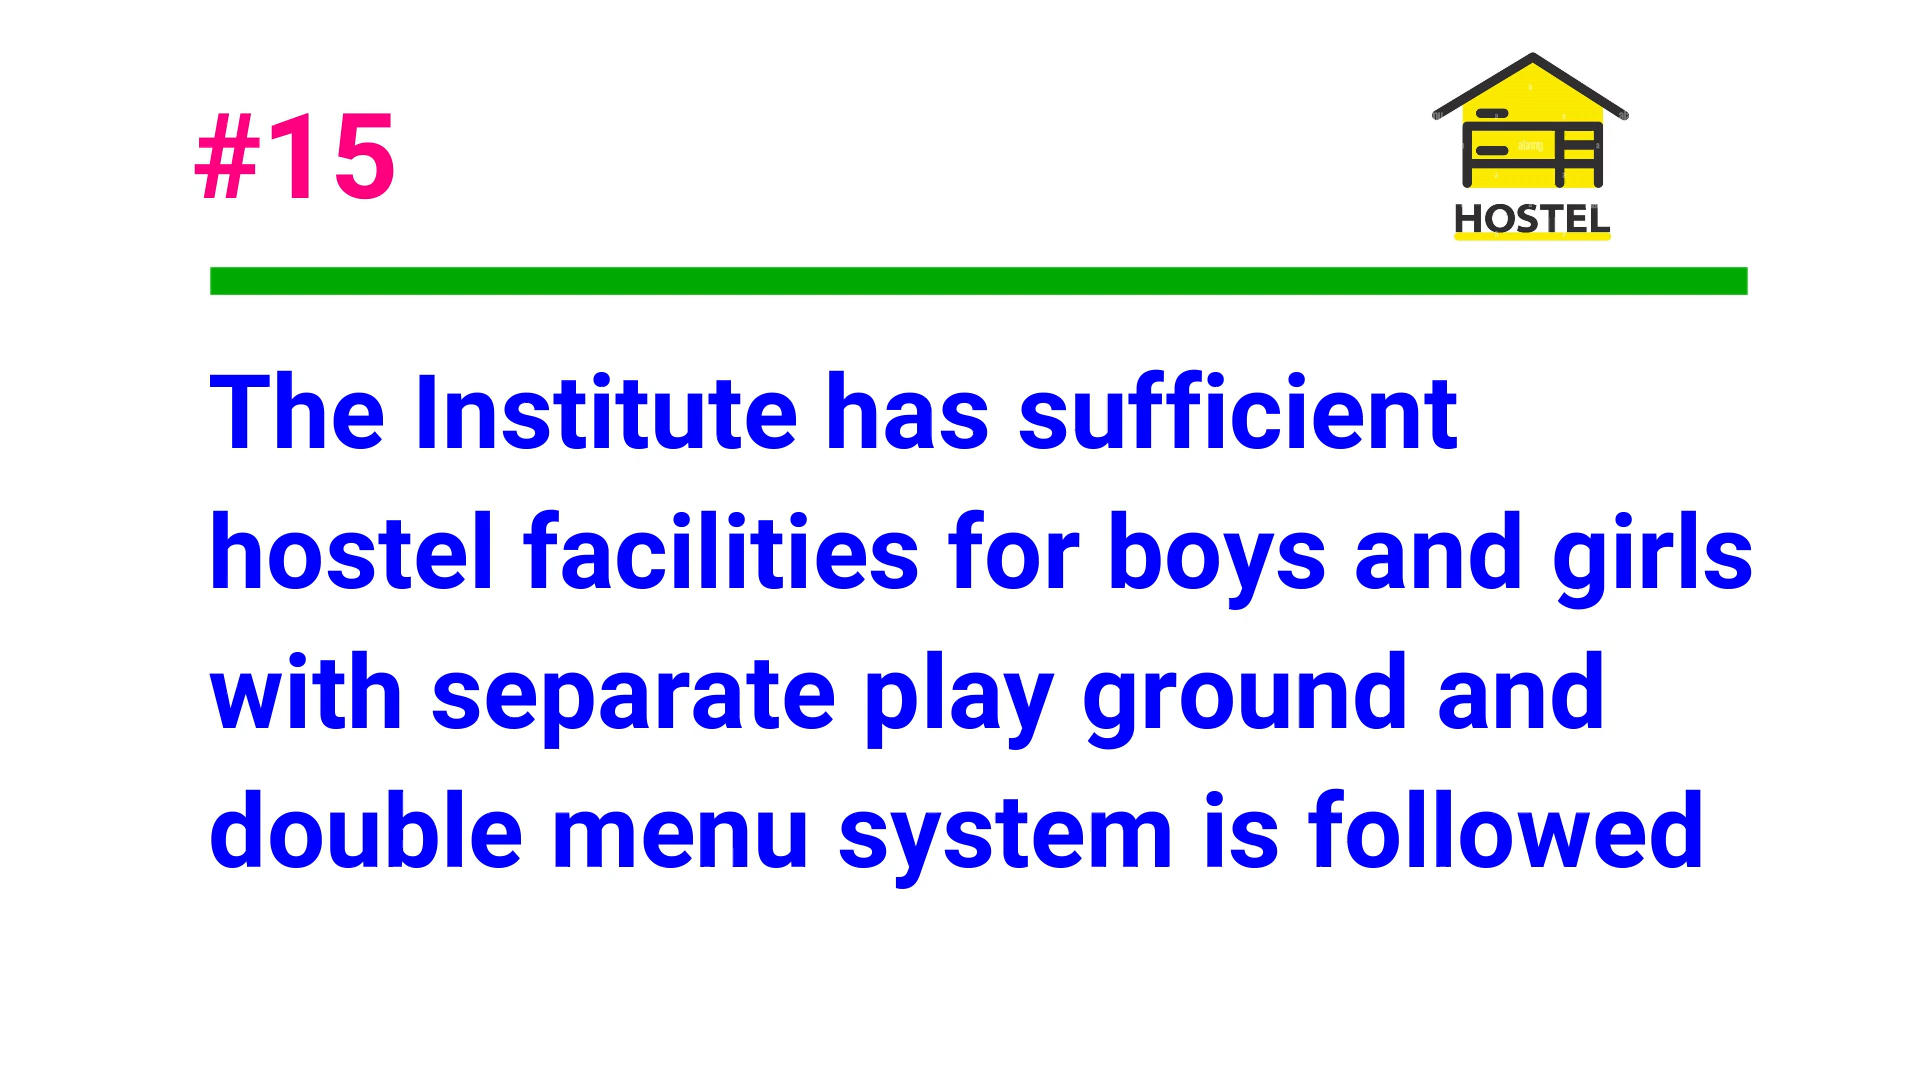 #15
HOSTEL
The Institute has sufficient
hostel facilities for boys and girls
with separate play ground and
double menu system is followed